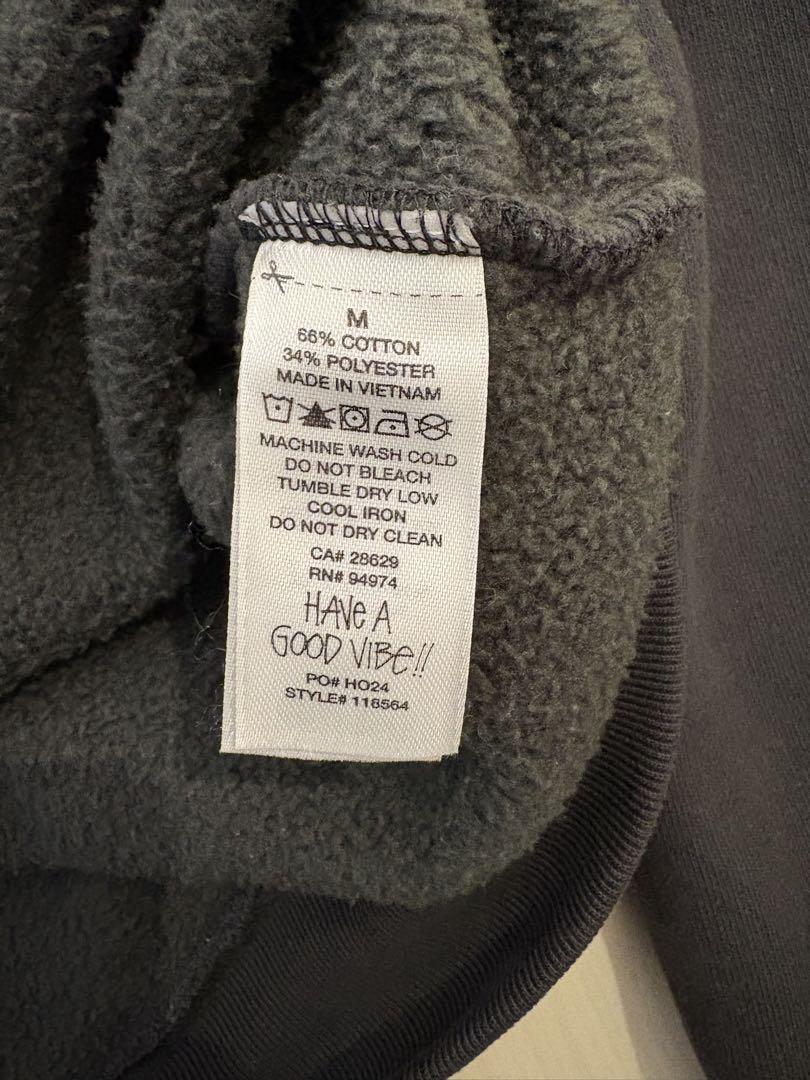 M
66% COTTON
34% POLYESTER
MADE IN VIETNAM
MACHINE WASH COLD
DO NOT BLEACH
TUMBLE DRY LOW
COOL IRON
DO NOT DRY CLEAN
CA# 28629
RN# 94974
HAVE A
GOOD VIBE!!
PO# HO24
STYLE# 118564